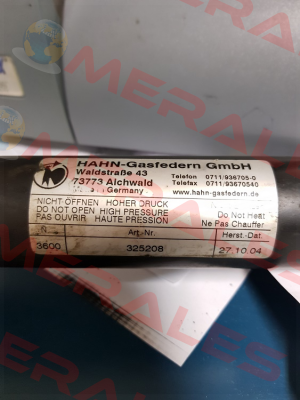 HAHN-Gasfedern GmbH
Waldstraße 43
73773 Aichwald
Germany
Telefon 0711/936705-0
Telefax 0711/93670540
www.hahn-gasfedern.de
NICHT ÖFFNEN HOHER DRUCK
DO NOT OPEN HIGH PRESSURE Do Not Heat
PAS OUVRIR HAUTE PRESSION Ne Pas Chauffer
Art.-Nr. Herst.-Dat.
3600 325208 27.10.04
MERALES